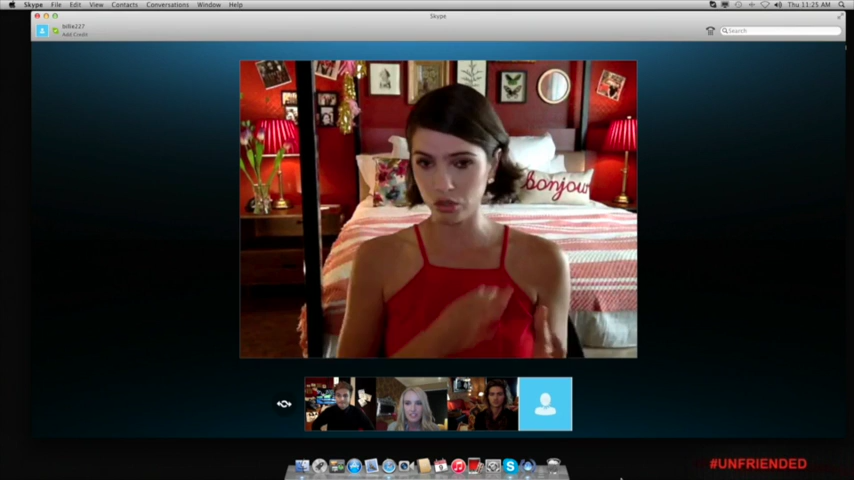 Skype File Edit View Contacts Conversations Window Help Thu 11:25 AM
Skype
billie227
Add Credit
Search
bonjour
#UNFRIENDED